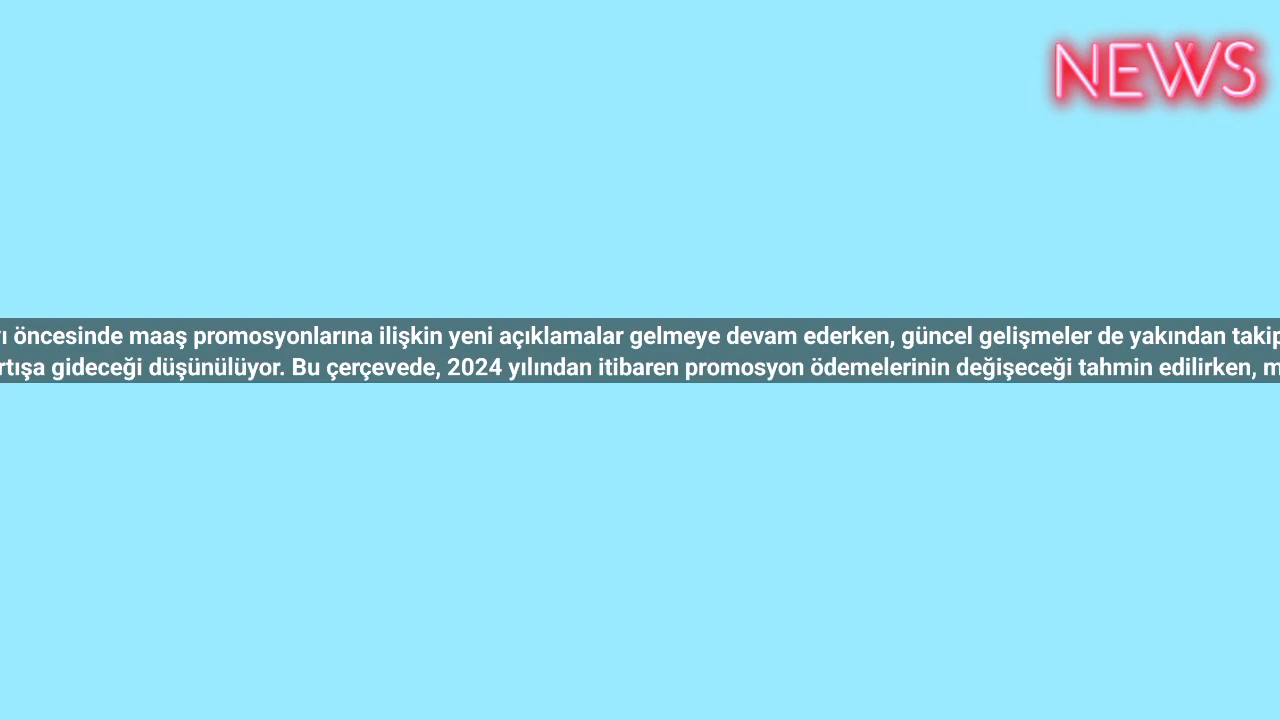 NEWS
öncesinde maaş promosyonlarına ilişkin yeni açıklamalar gelmeye devam ederken, güncel gelişmeler de yakından takip
gideceği düşünülüyor. Bu çerçevede, 2024 yılından itibaren promosyon ödemelerinin değişeceği tahmin edilirken,